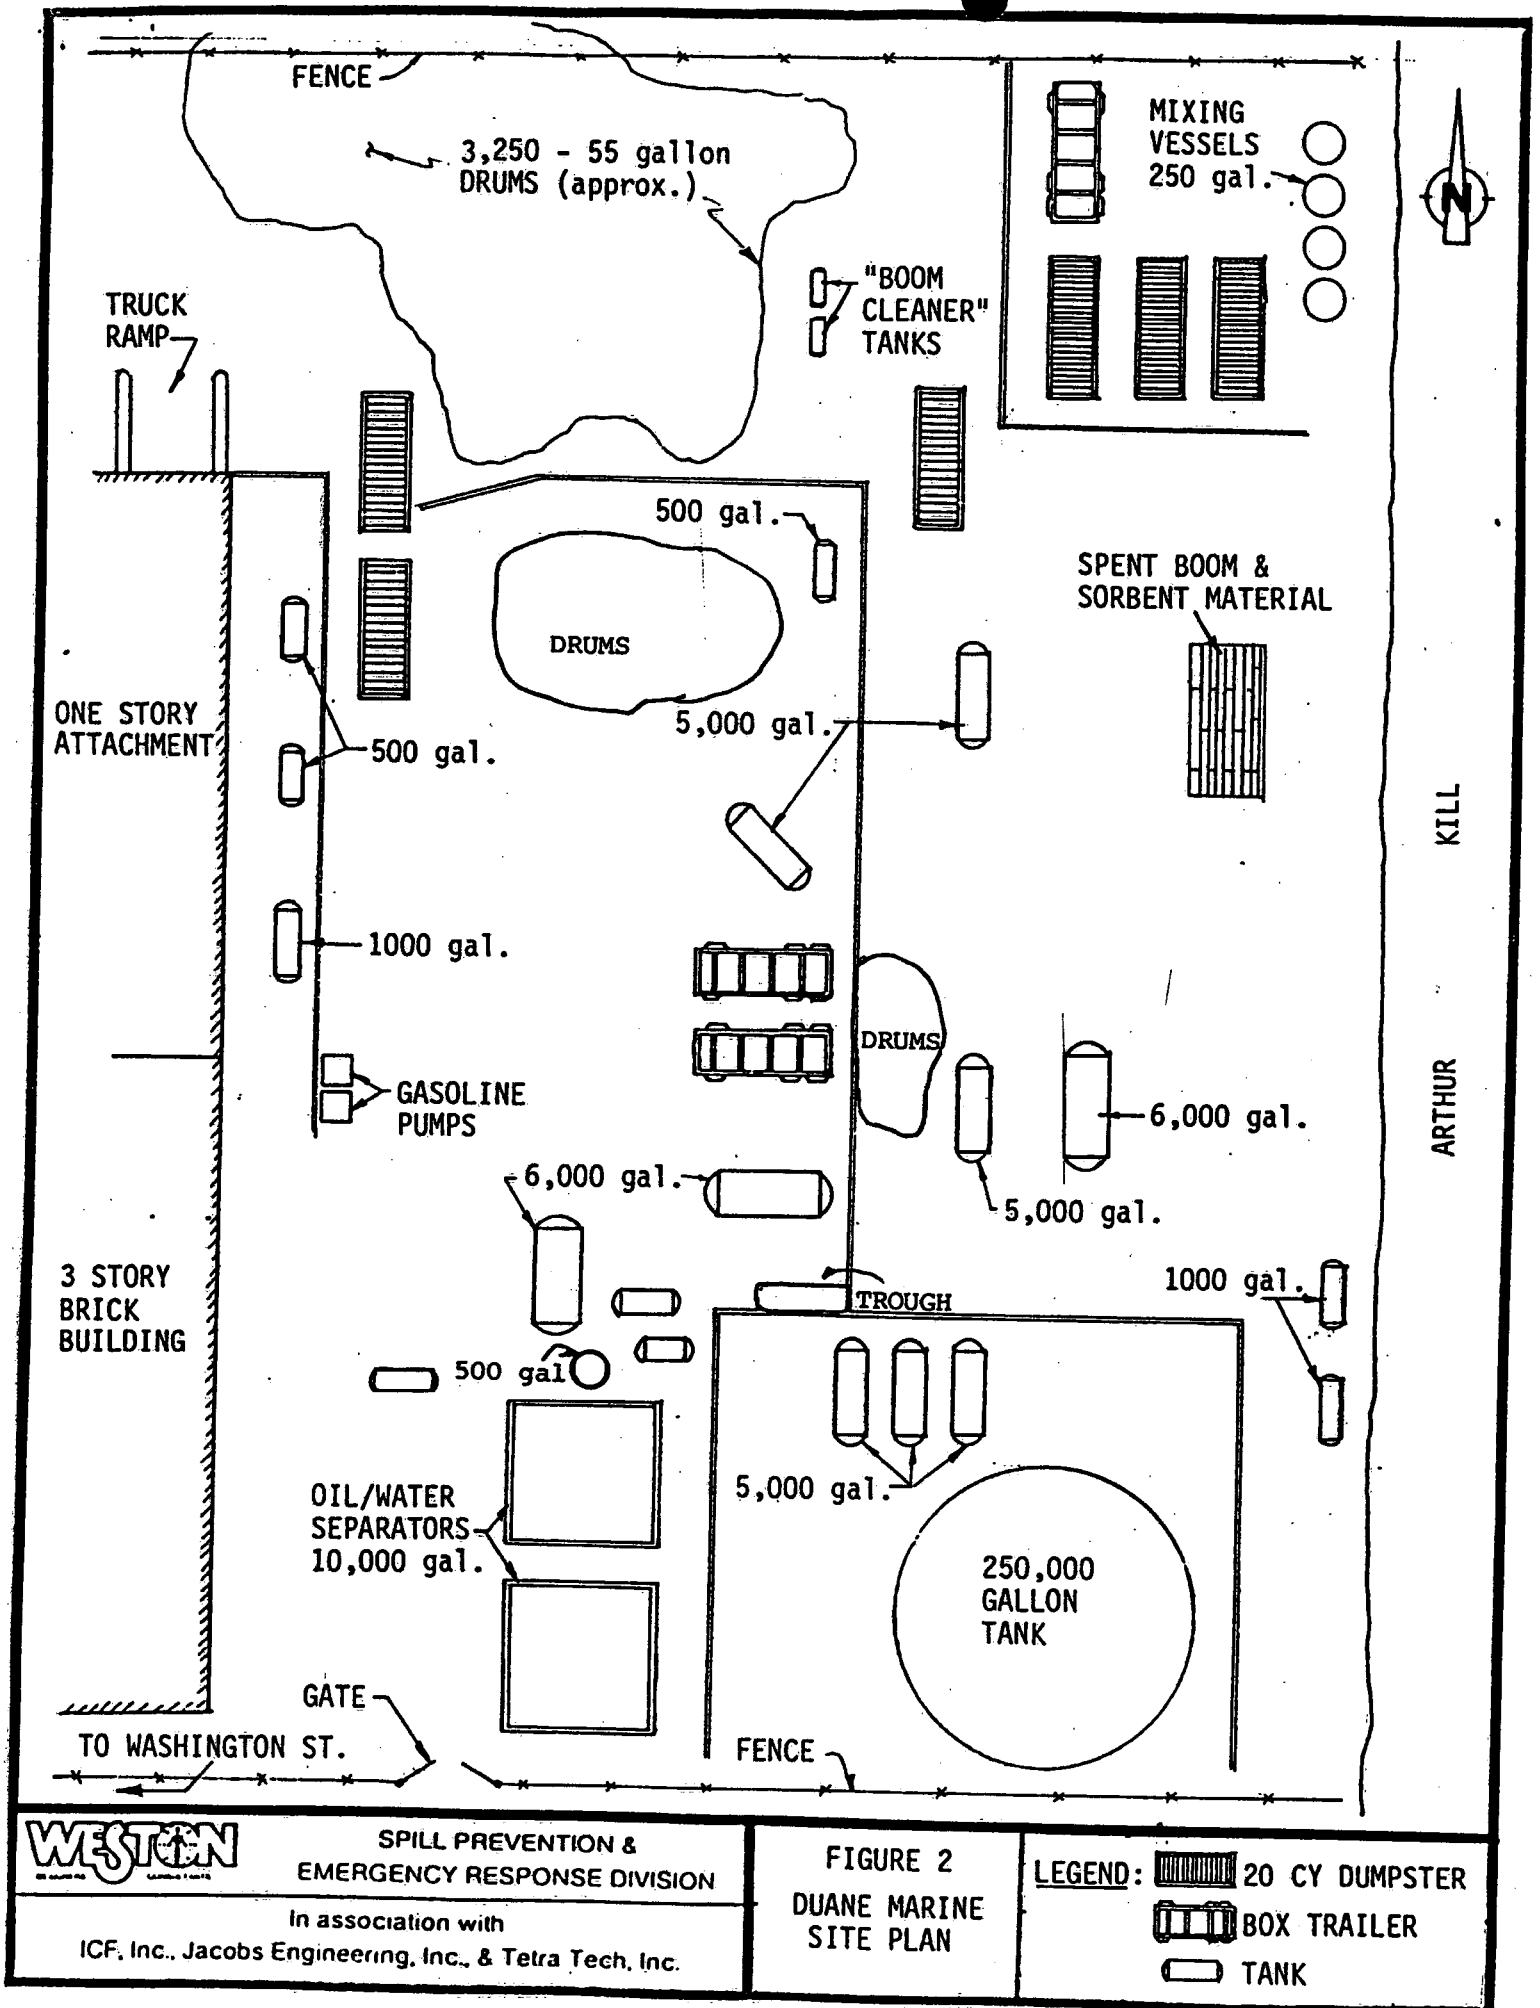 FENCE
3,250 - 55 gallon
DRUMS (approx.)
MIXING
VESSELS
250 gal.
N
"BOOM
CLEANER"
TANKS
TRUCK
RAMP
500 gal.
SPENT BOOM &
SORBENT MATERIAL
DRUMS
ONE STORY
ATTACHMENT
5,000 gal.
500 gal.
KILL
1000 gal.
DRUMS
GASOLINE
PUMPS
6,000 gal.
ARTHUR
6,000 gal.
5,000 gal.
3 STORY
BRICK
BUILDING
1000 gal.
TROUGH
500 gal
5,000 gal.
OIL/WATER
SEPARATORS
10,000 gal.
250,000
GALLON
TANK
GATE
TO WASHINGTON ST.
FENCE
WESTON
SPILL PREVENTION &
EMERGENCY RESPONSE DIVISION
In association with
ICF, Inc., Jacobs Engineering, Inc., & Tetra Tech, Inc.
FIGURE 2
DUANE MARINE
SITE PLAN
LEGEND:
20 CY DUMPSTER
BOX TRAILER
TANK